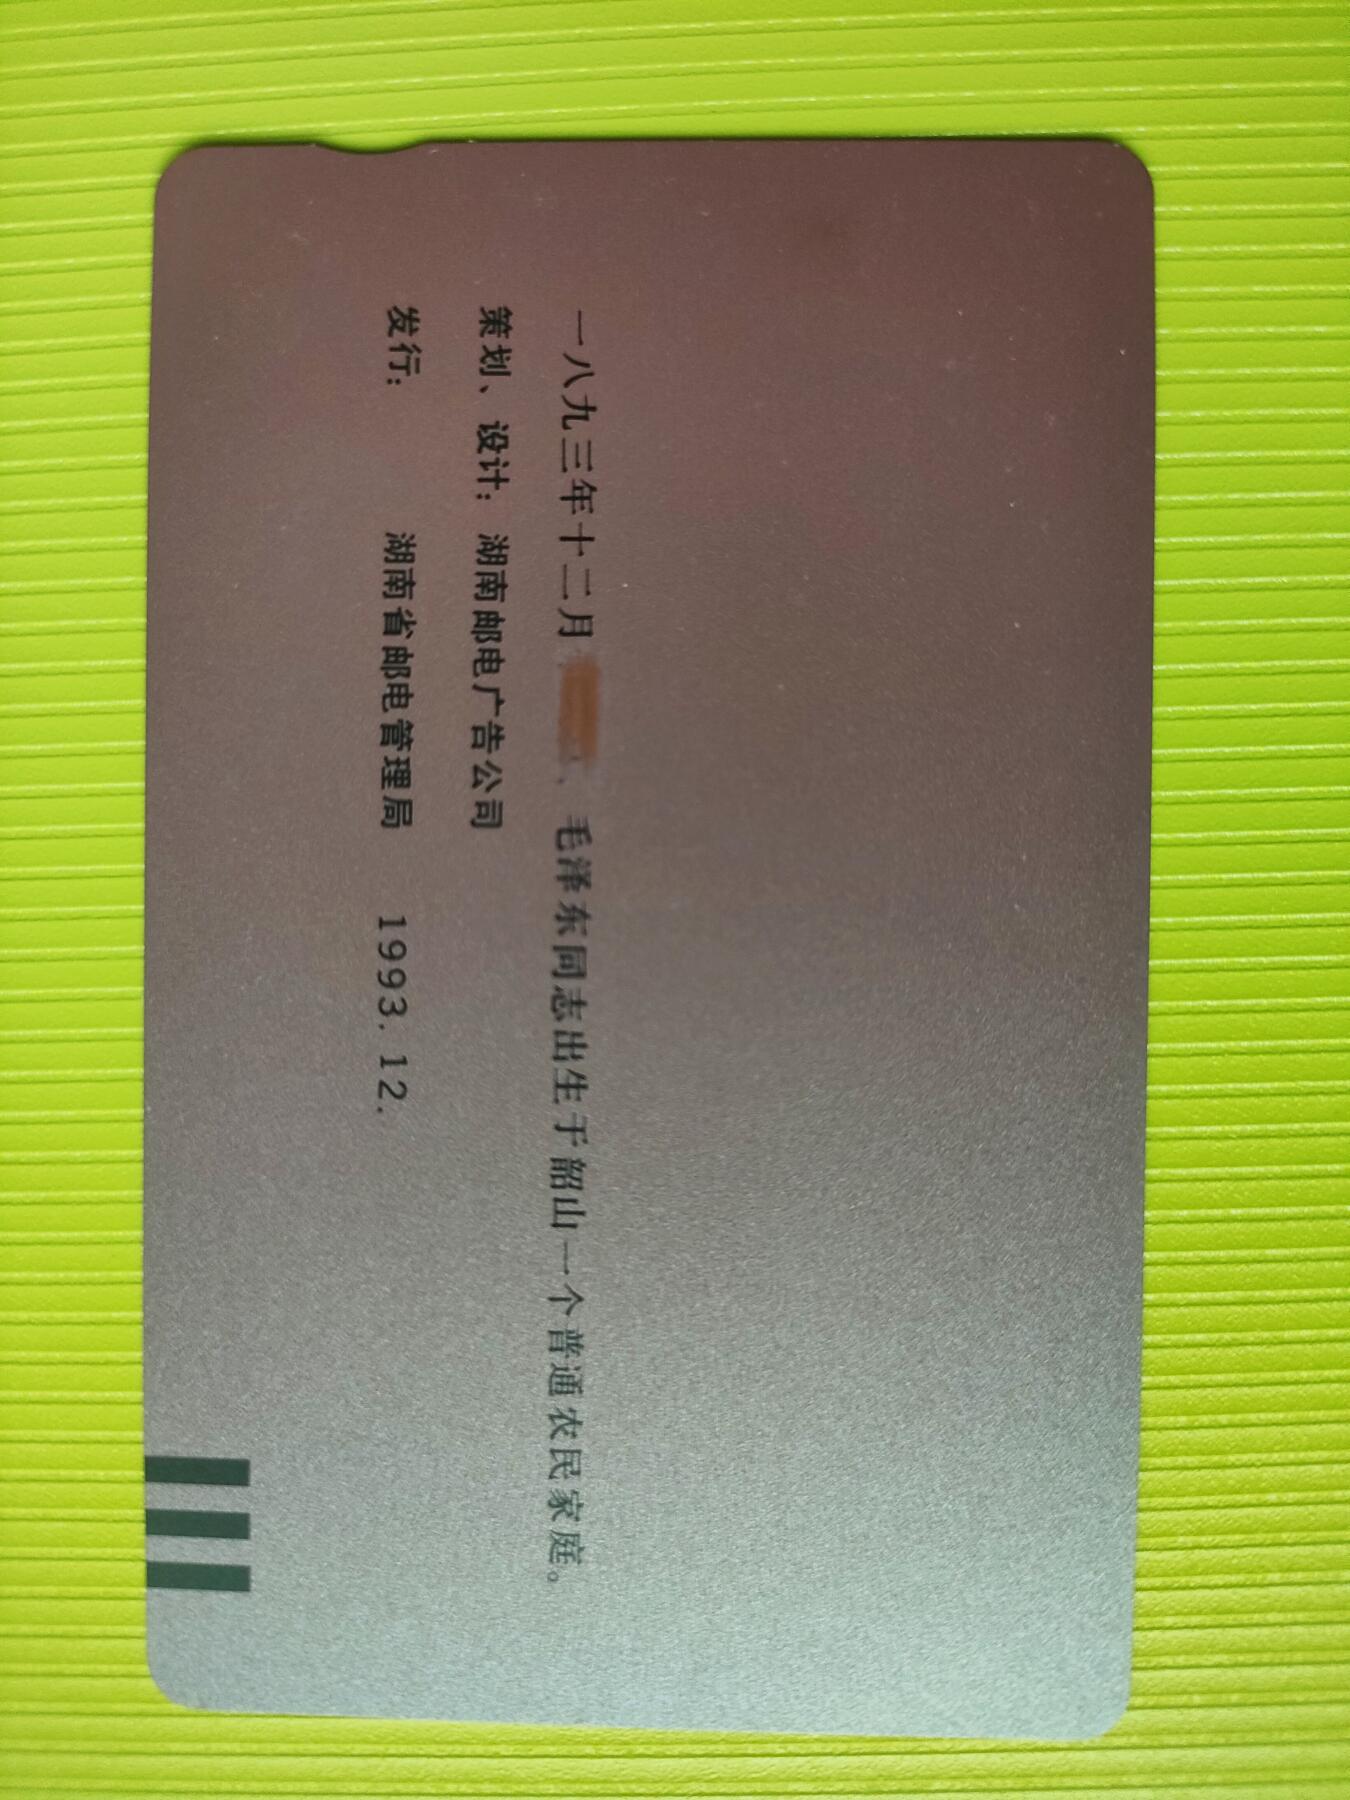 一八九三年十二月 、毛泽东同志出生于韶山一个普通农民家庭。
策划、设计：湖南邮电广告公司
发行： 湖南省邮电管理局 1993.12.